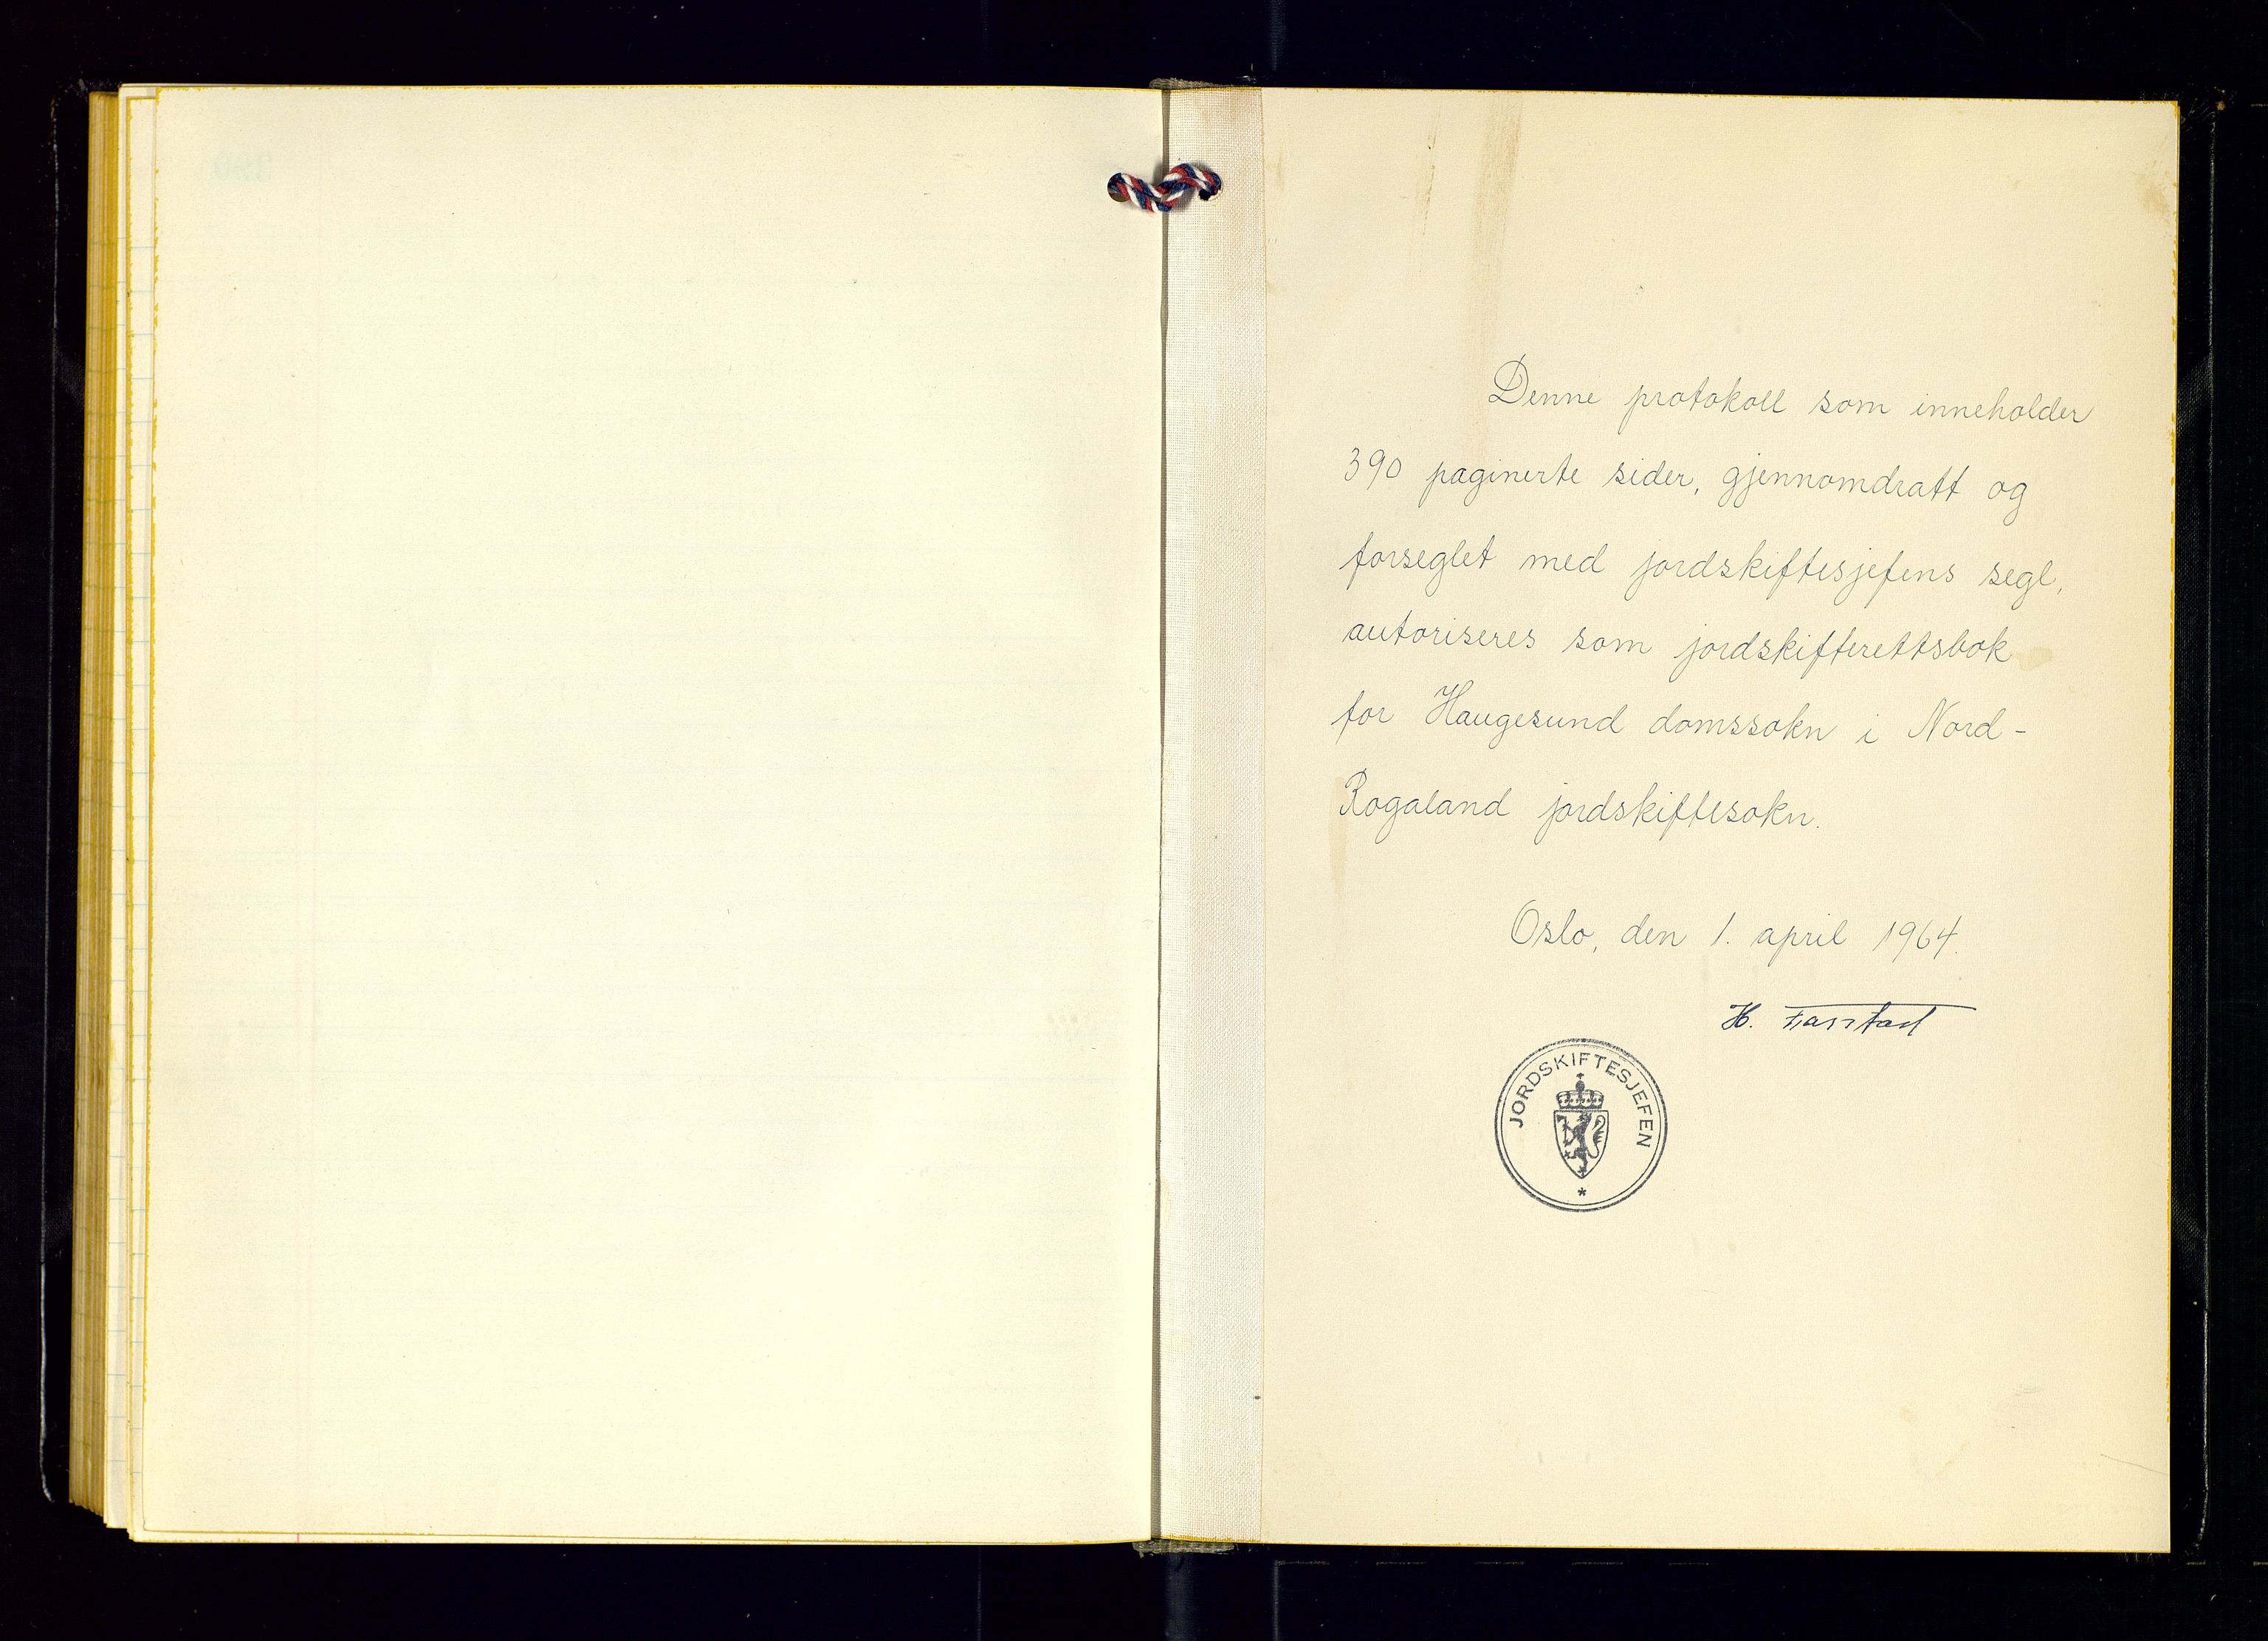 Denne protokoll som inneholder
390 paginerte sider, gjennomdratt og
forseglet med jordskiftesjefens segl,
autoriseres som jordskifterettsbok
for Haugesund domssokn i Nord-
Rogaland jordskiftesokn.
Oslo, den 1. april 1964.
H.
JORDSKIFTESJEFEN
*